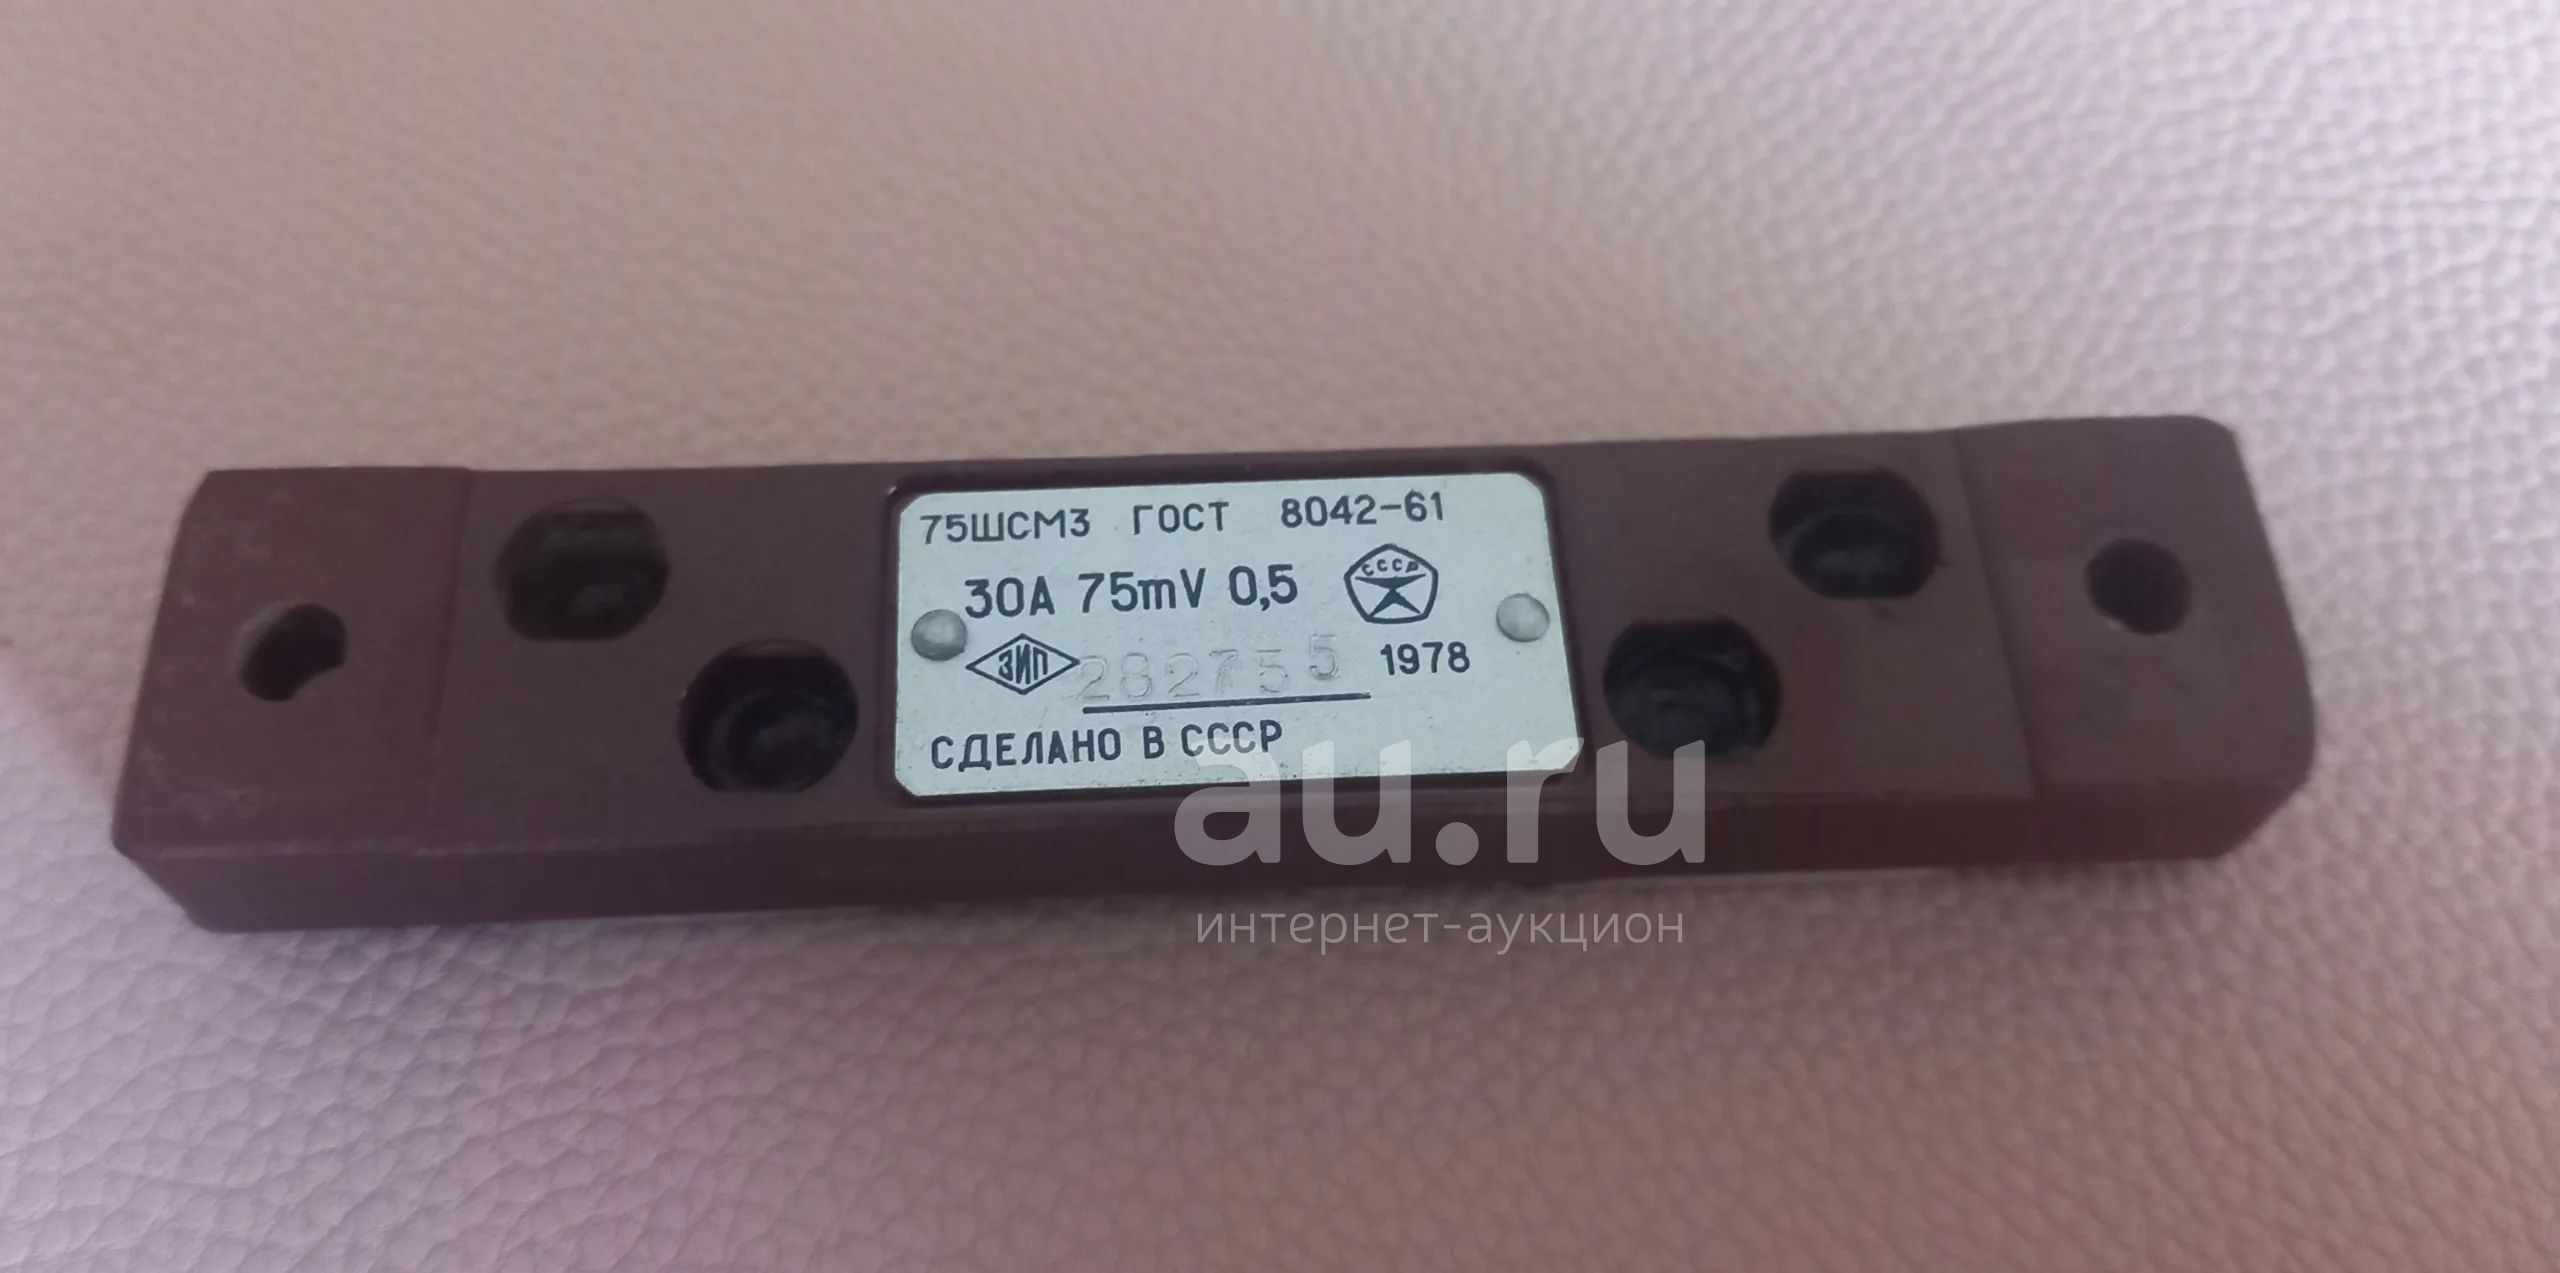 75ШСМ3 ГОСТ 8042-61
30А 75mV 0,5 СССР
ЗИП 282755 1978
СДЕЛАНО В СССР
au.ru
интернет-аукцион